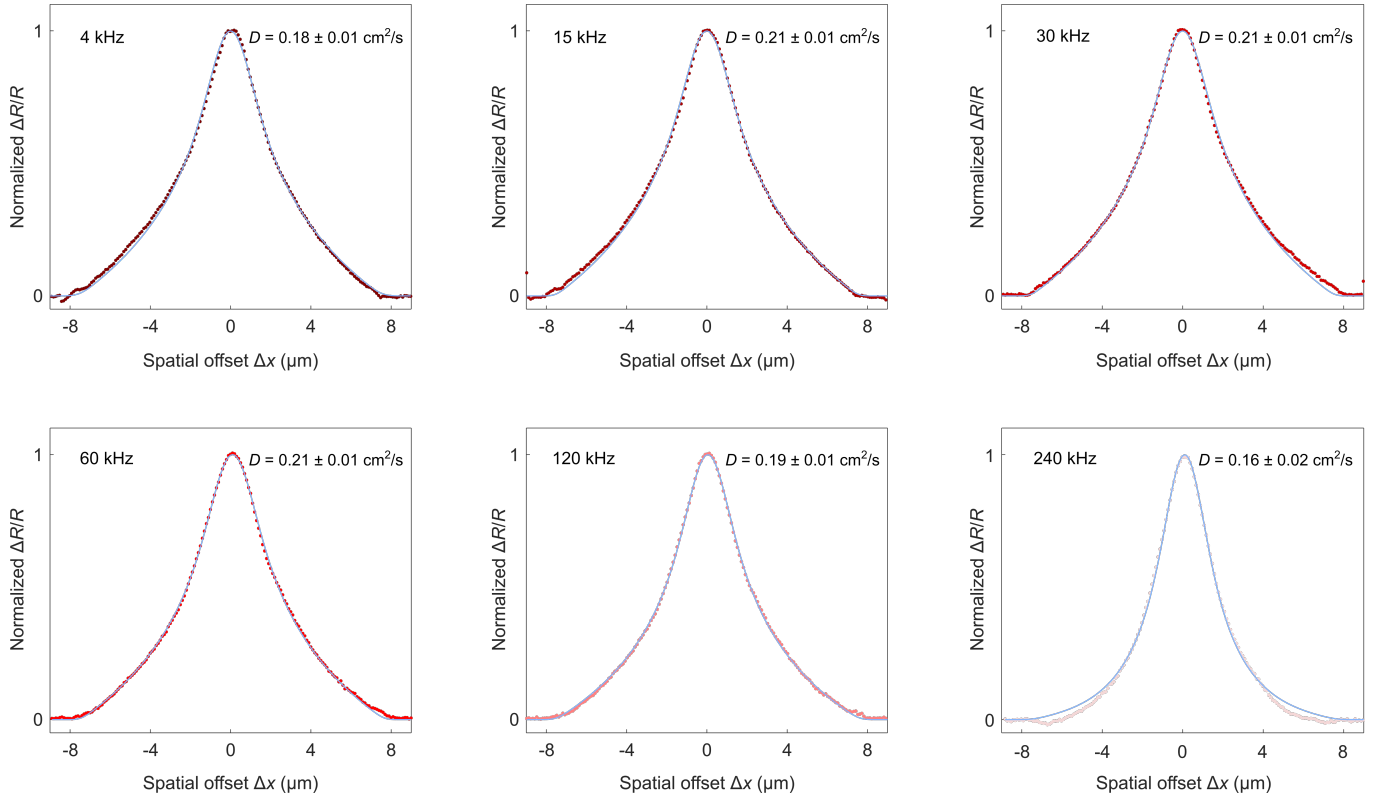 1
4 kHz
D = 0.18 ± 0.01 cm²/s
Normalized ΔR/R
0
-8 -4 0 4 8
Spatial offset Δx (µm)
1
15 kHz
D = 0.21 ± 0.01 cm²/s
Normalized ΔR/R
0
-8 -4 0 4 8
Spatial offset Δx (µm)
1
30 kHz
D = 0.21 ± 0.01 cm²/s
Normalized ΔR/R
0
-8 -4 0 4 8
Spatial offset Δx (µm)
1
60 kHz
D = 0.21 ± 0.01 cm²/s
Normalized ΔR/R
0
-8 -4 0 4 8
Spatial offset Δx (µm)
1
120 kHz
D = 0.19 ± 0.01 cm²/s
Normalized ΔR/R
0
-8 -4 0 4 8
Spatial offset Δx (µm)
1
240 kHz
D = 0.16 ± 0.02 cm²/s
Normalized ΔR/R
0
-8 -4 0 4 8
Spatial offset Δx (µm)